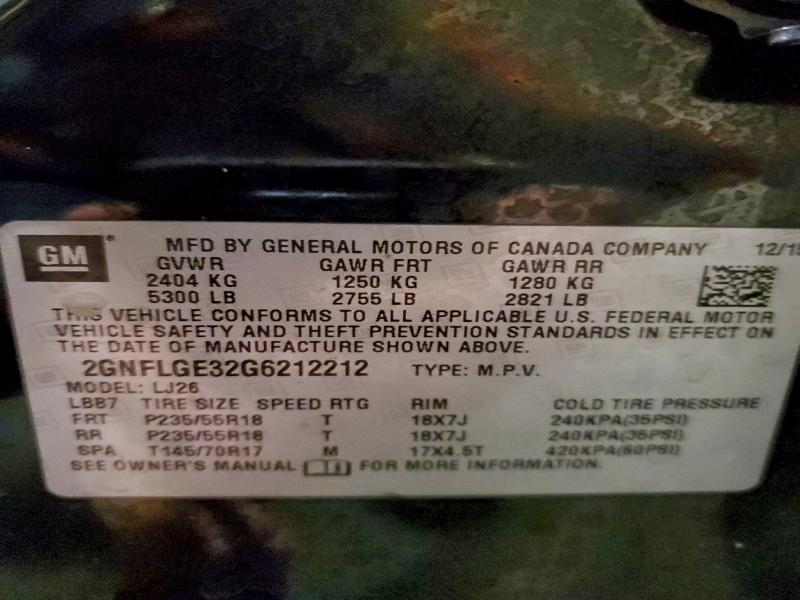 GM ® MFD BY GENERAL MOTORS OF CANADA COMPANY 12/15
GVWR GAWR FRT GAWR RR
2404 KG 1250 KG 1280 KG
5300 LB 2755 LB 2821 LB
THIS VEHICLE CONFORMS TO ALL APPLICABLE U.S. FEDERAL MOTOR
VEHICLE SAFETY AND THEFT PREVENTION STANDARDS IN EFFECT ON
THE DATE OF MANUFACTURE SHOWN ABOVE.
2GNFLGE32G6212212 TYPE: M.P.V.
MODEL: LJ26
LBB7 TIRE SIZE SPEED RTG RIM COLD TIRE PRESSURE
FRT P235/55R18 T 18X7J 240KPA(35PSI)
RR P235/55R18 T 18X7J 240KPA(35PSI)
SPA T145/70R17 M 17X4.5T 420KPA(60PSI)
SEE OWNER'S MANUAL FOR MORE INFORMATION.